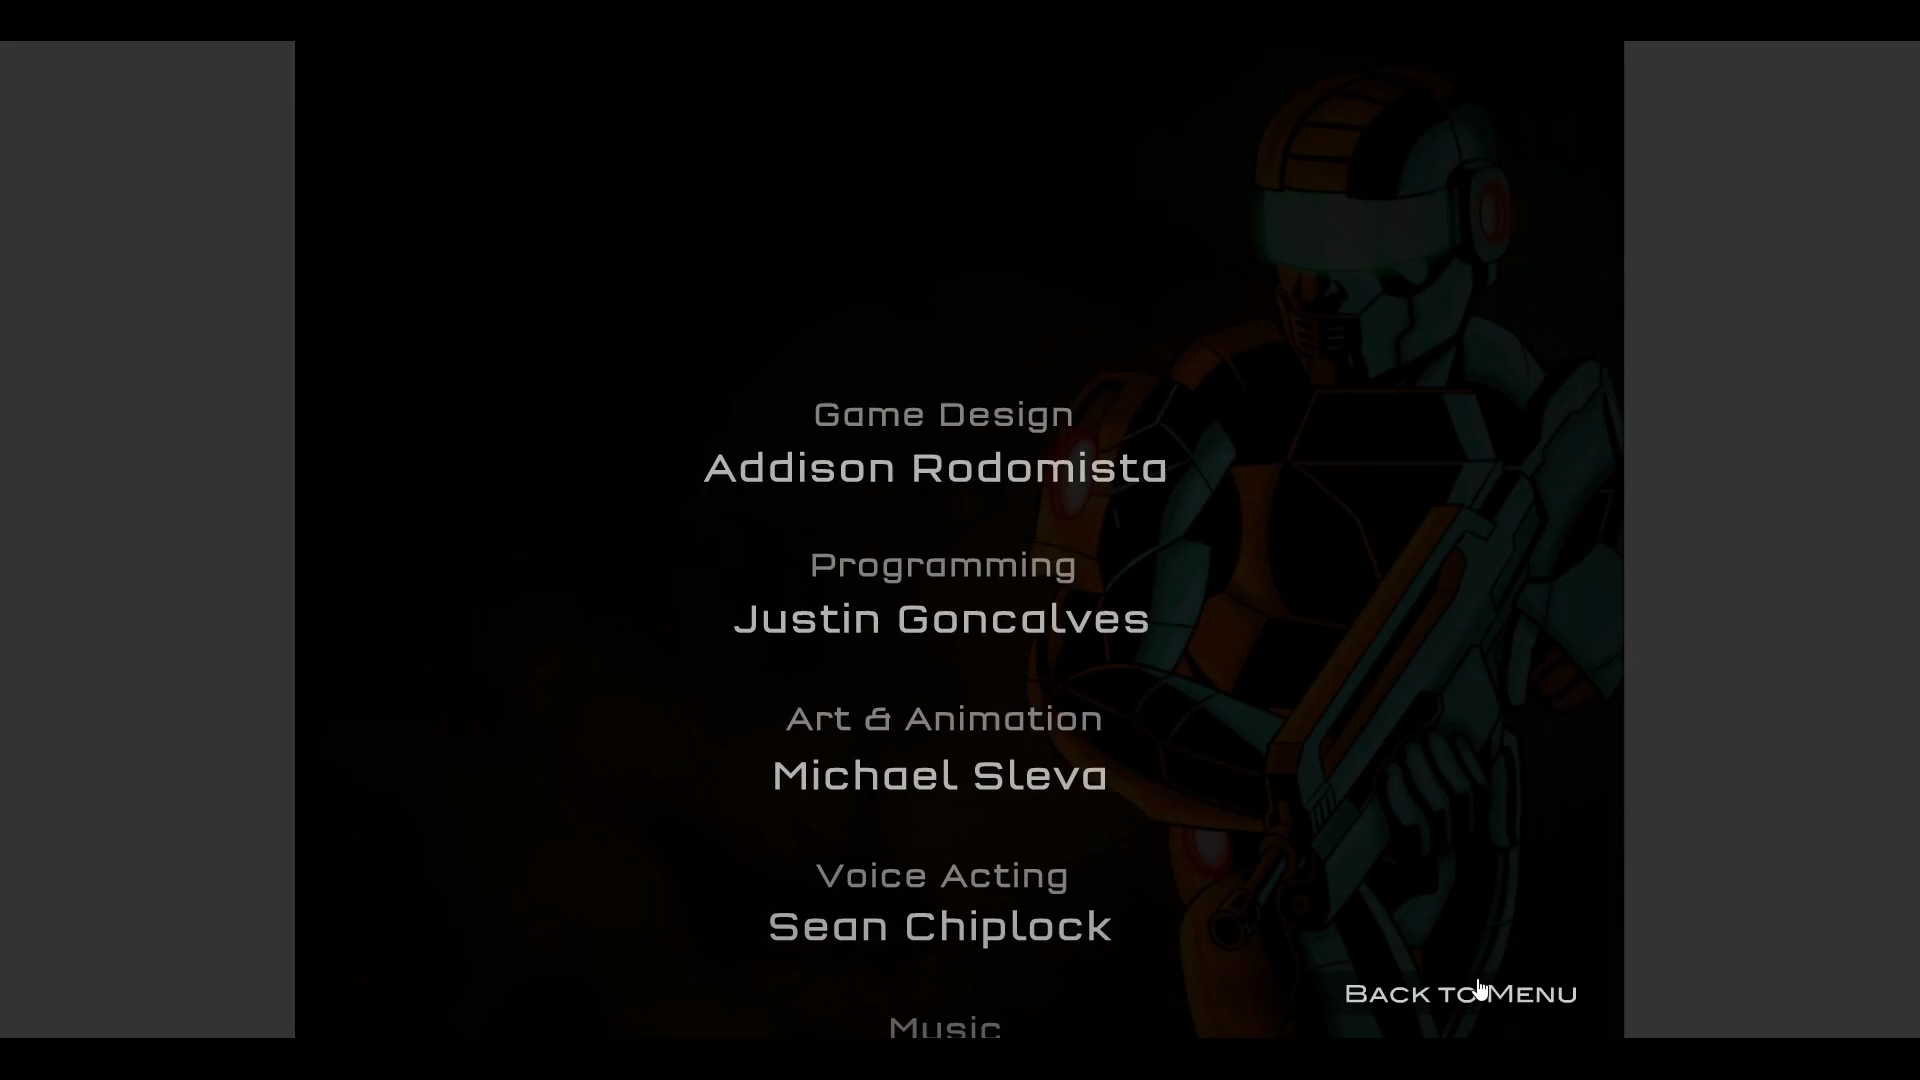 Game Design
Addison Rodomista
Programming
Justin Goncalves
Art & Animation
Michael Sleva
Voice Acting
Sean Chiplock
Music
Back to Menu